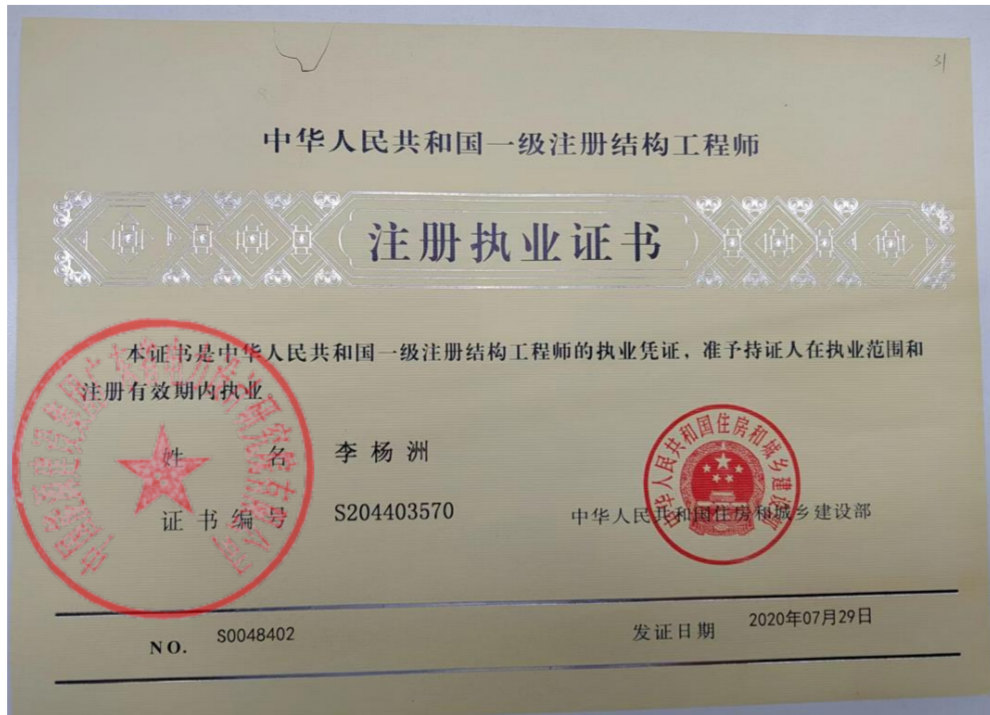 31
中华人民共和国一级注册结构工程师
注册执业证书
本证书是中华人民共和国一级注册结构工程师的执业凭证，准予持证人在执业范围和
注册有效期内执业
姓 名 李杨洲
中华人民共和国住房和城乡建设部
证书编号 S204403570
中华人民共和国住房和城乡建设部
NO. S0048402
发证日期 2020年07月29日